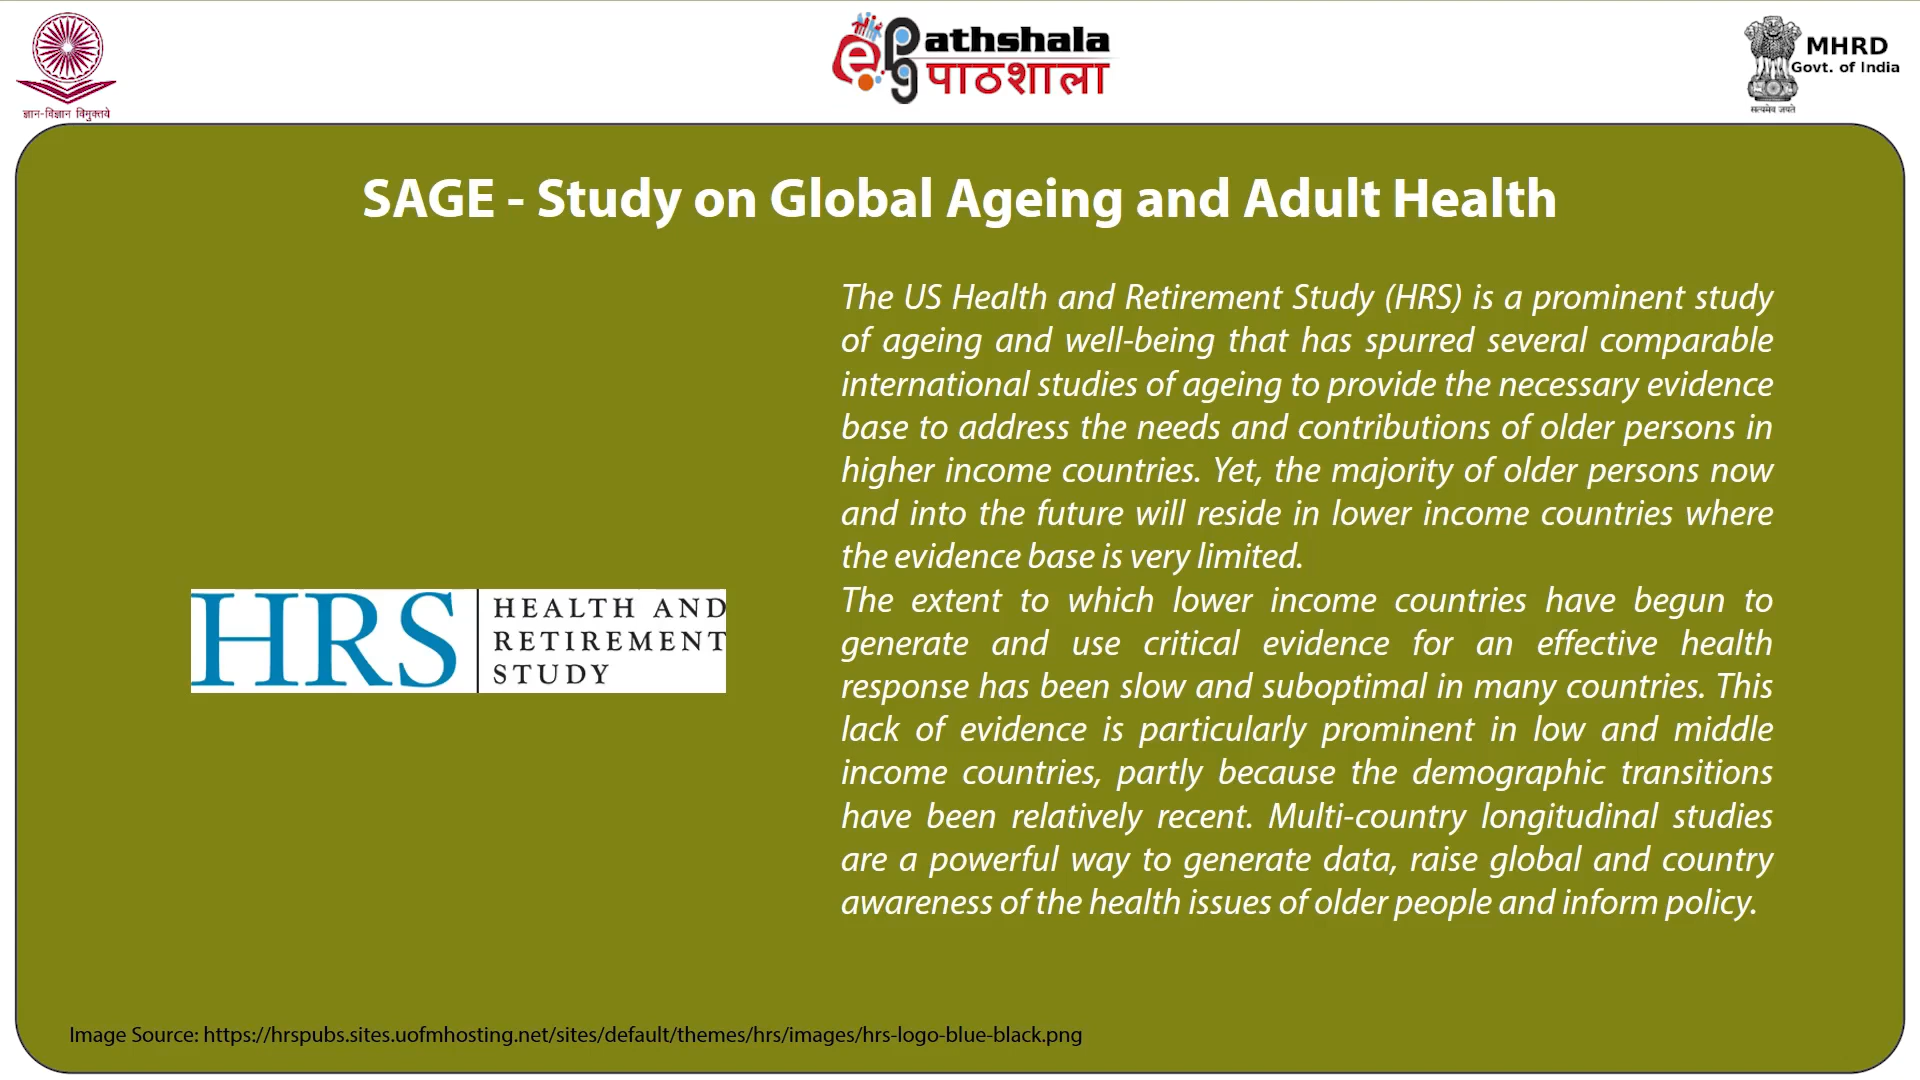 ज्ञान-विज्ञान विमुक्तये
ePG Pathshala
पाठशाला
MHRD
Govt. of India
सत्यमेव जयते
SAGE - Study on Global Ageing and Adult Health
The US Health and Retirement Study (HRS) is a prominent study
of ageing and well-being that has spurred several comparable
international studies of ageing to provide the necessary evidence
base to address the needs and contributions of older persons in
higher income countries. Yet, the majority of older persons now
and into the future will reside in lower income countries where
the evidence base is very limited.
The extent to which lower income countries have begun to
generate and use critical evidence for an effective health
response has been slow and suboptimal in many countries. This
lack of evidence is particularly prominent in low and middle
income countries, partly because the demographic transitions
have been relatively recent. Multi-country longitudinal studies
are a powerful way to generate data, raise global and country
awareness of the health issues of older people and inform policy.
HRS
HEALTH AND
RETIREMENT
STUDY
Image Source: https://hrspubs.sites.uofmhosting.net/sites/default/themes/hrs/images/hrs-logo-blue-black.png